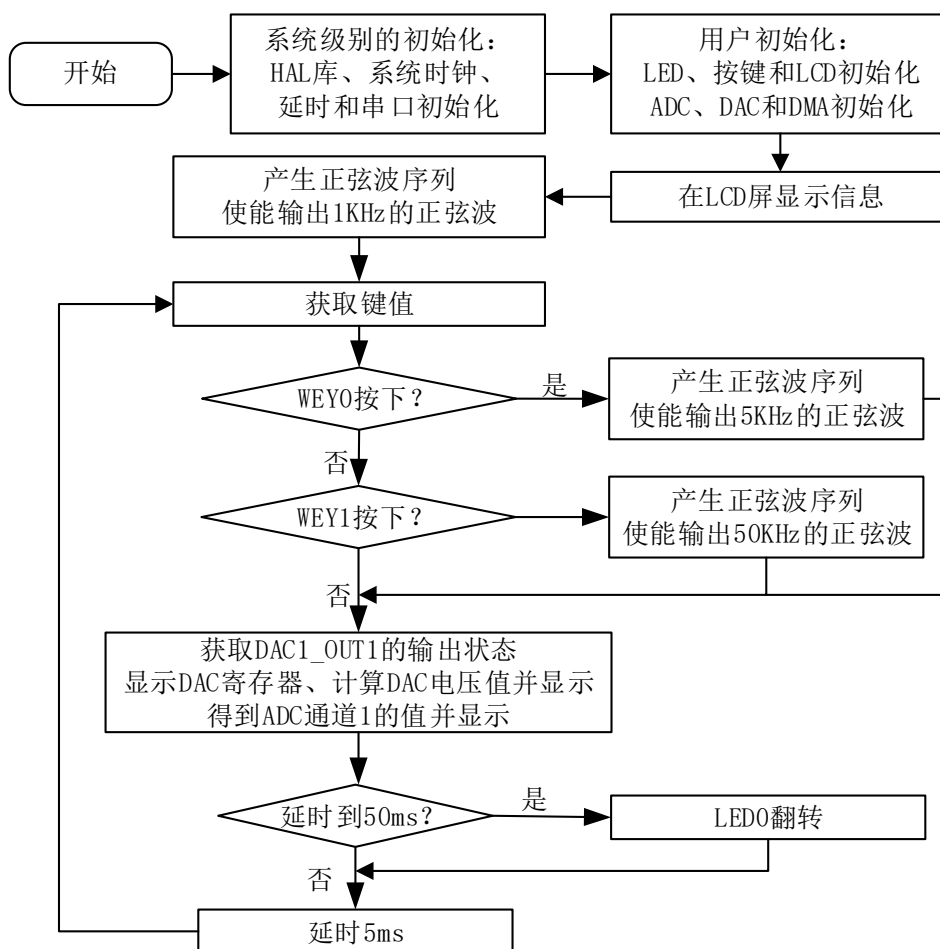 开始
系统级别的初始化：
HAL库、系统时钟、
延时和串口初始化
用户初始化：
LED、按键和LCD初始化
ADC、DAC和DMA初始化
在LCD屏显示信息
产生正弦波序列
使能输出1KHz的正弦波
获取键值
WEY0按下？
是
产生正弦波序列
使能输出5KHz的正弦波
否
WEY1按下？
产生正弦波序列
使能输出50KHz的正弦波
否
获取DAC1_OUT1的输出状态
显示DAC寄存器、计算DAC电压值并显示
得到ADC通道1的值并显示
延时到50ms？
是
LED0翻转
否
延时5ms